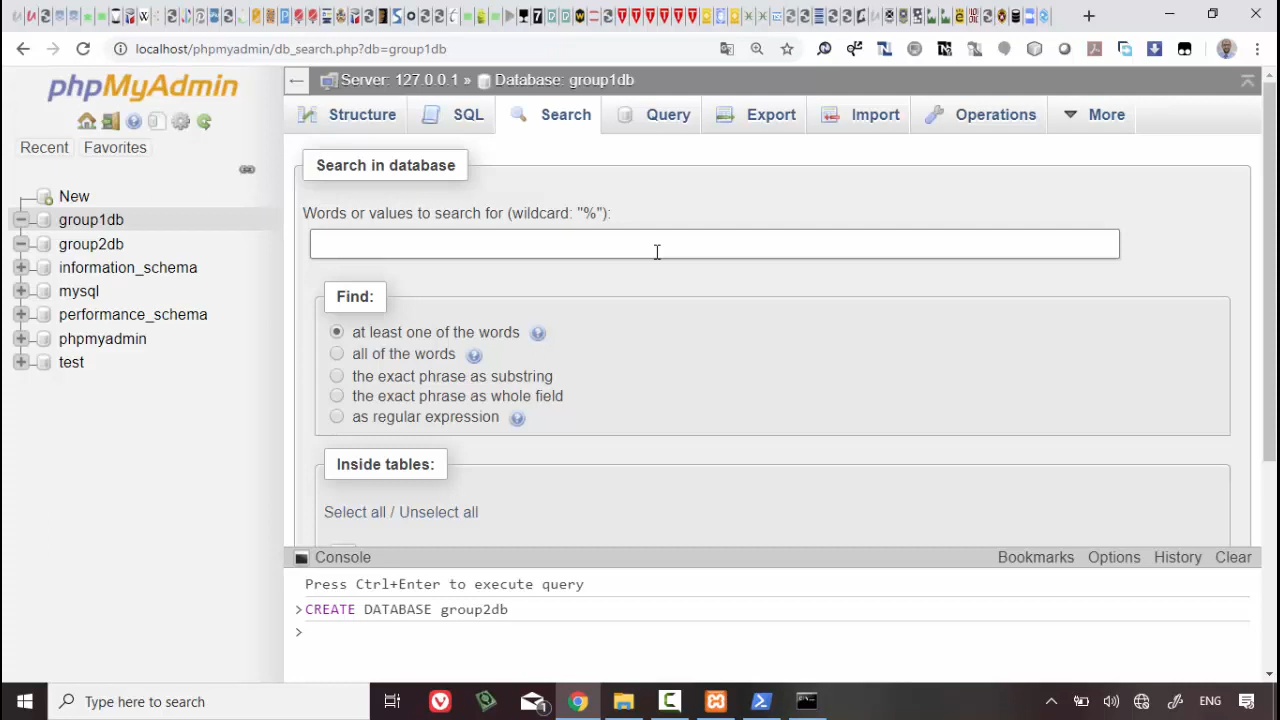 localhost/phpmyadmin/db_search.php?db=group1db
phpMyAdmin
Recent Favorites
New
group1db
group2db
information_schema
mysql
performance_schema
phpmyadmin
test
Server: 127.0.0.1 » Database: group1db
Structure SQL Search Query Export Import Operations More
Search in database
Words or values to search for (wildcard: "%"):
Find:
at least one of the words
all of the words
the exact phrase as substring
the exact phrase as whole field
as regular expression
Inside tables:
Select all / Unselect all
Console Bookmarks Options History Clear
Press Ctrl+Enter to execute query
>CREATE DATABASE group2db
>
Type here to search
1
ENG